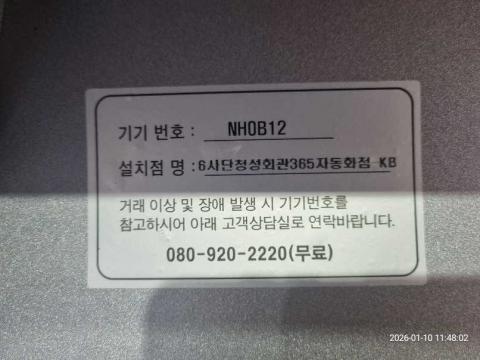 기기 번호 : NH0B12
설치점 명 : 6사단청성회관365자동화점 KB
거래 이상 및 장애 발생 시 기기번호를
참고하시어 아래 고객상담실로 연락바랍니다.
080-920-2220(무료)
2026-01-10 11:48:02